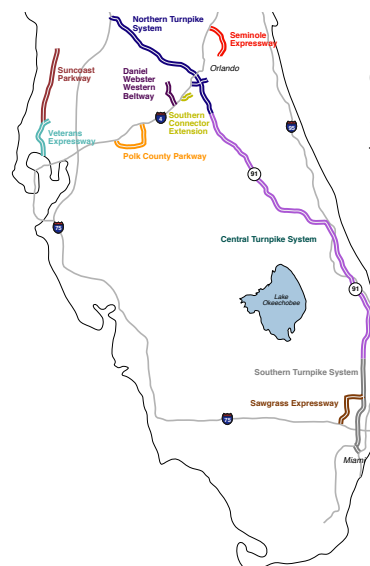 Northern Turnpike
System
Seminole
Expressway
Orlando
Suncoast
Parkway
Daniel
Webster
Western
Beltway
Southern
Connector
Extension
4
95
Veterans
Expressway
Polk County Parkway
91
75
Central Turnpike System
Lake
Okeechobee
91
Southern Turnpike System
Sawgrass Expressway
75
Miami